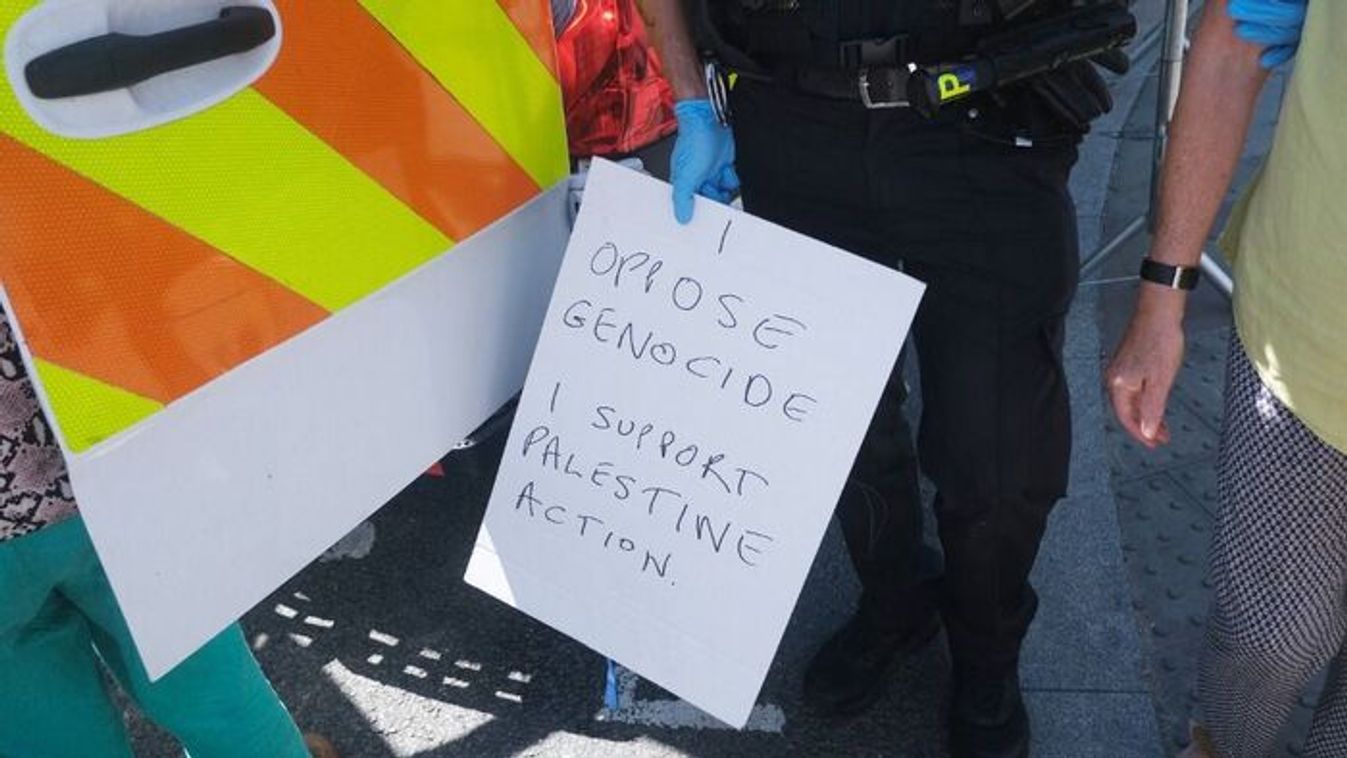 I
OPPOSE
GENOCIDE
I SUPPORT
PALESTINE
ACTION.